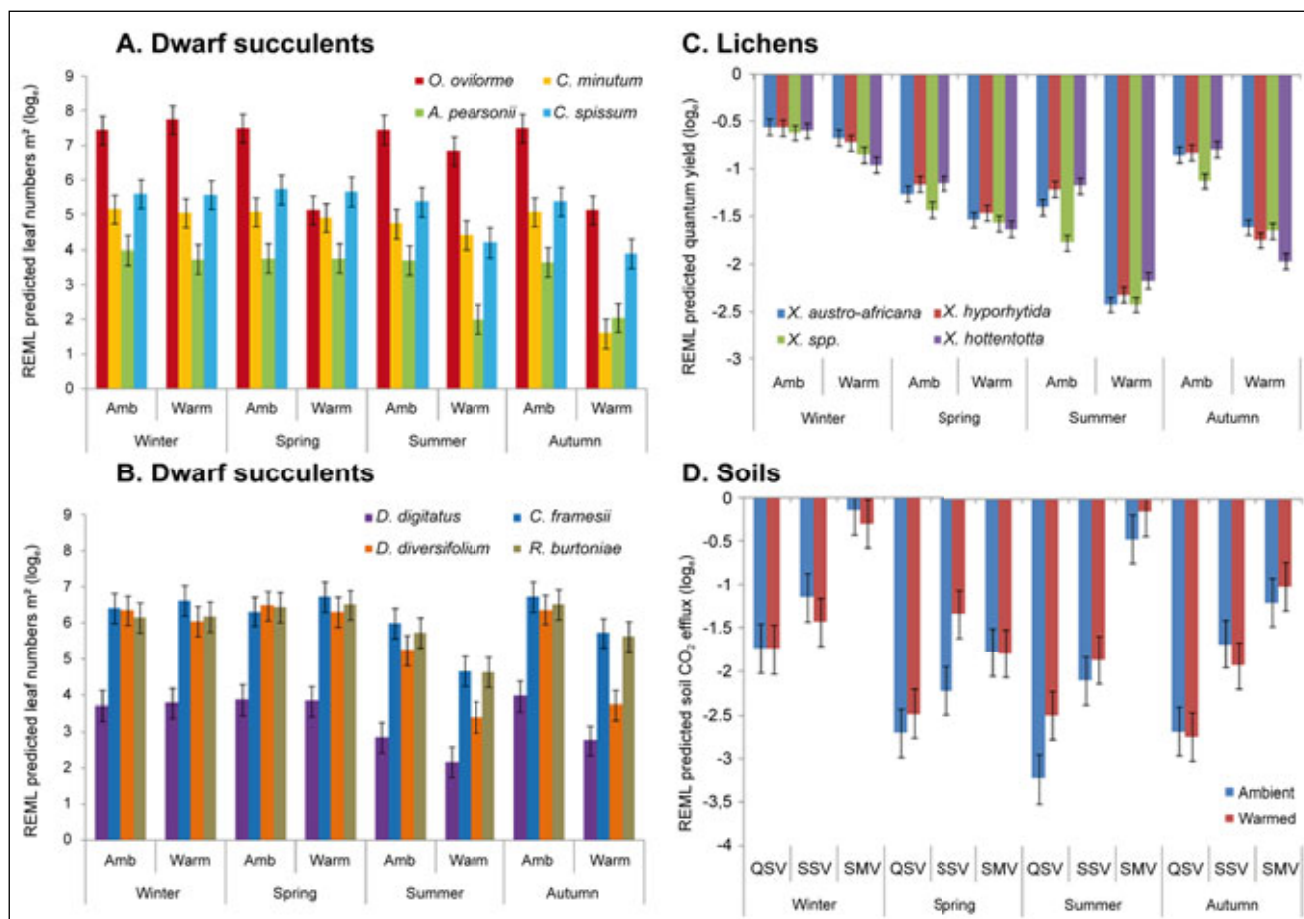 A. Dwarf succulents
REML predicted leaf numbers m² (logₑ)
9
8
7
6
5
4
3
2
1
0
O. oviforme
C. minutum
A. pearsonii
C. spissum
Amb Warm Amb Warm Amb Warm Amb Warm
Winter Spring Summer Autumn
B. Dwarf succulents
REML predicted leaf numbers m² (logₑ)
9
8
7
6
5
4
3
2
1
0
D. digitatus
C. framesii
D. diversifolium
R. burtoniae
Amb Warm Amb Warm Amb Warm Amb Warm
Winter Spring Summer Autumn
C. Lichens
REML predicted quantum yield (logₑ)
0
-0.5
-1
-1.5
-2
-2.5
-3
X. austro-africana
X. hyporhytida
X. spp.
X. hottentotta
Amb Warm Amb Warm Amb Warm Amb Warm
Winter Spring Summer Autumn
D. Soils
REML predicted soil CO₂ efflux (logₑ)
0
-0.5
-1
-1.5
-2
-2.5
-3
-3.5
-4
Ambient
Warmed
QSV SSV SMV QSV SSV SMV QSV SSV SMV QSV SSV SMV
Winter Spring Summer Autumn